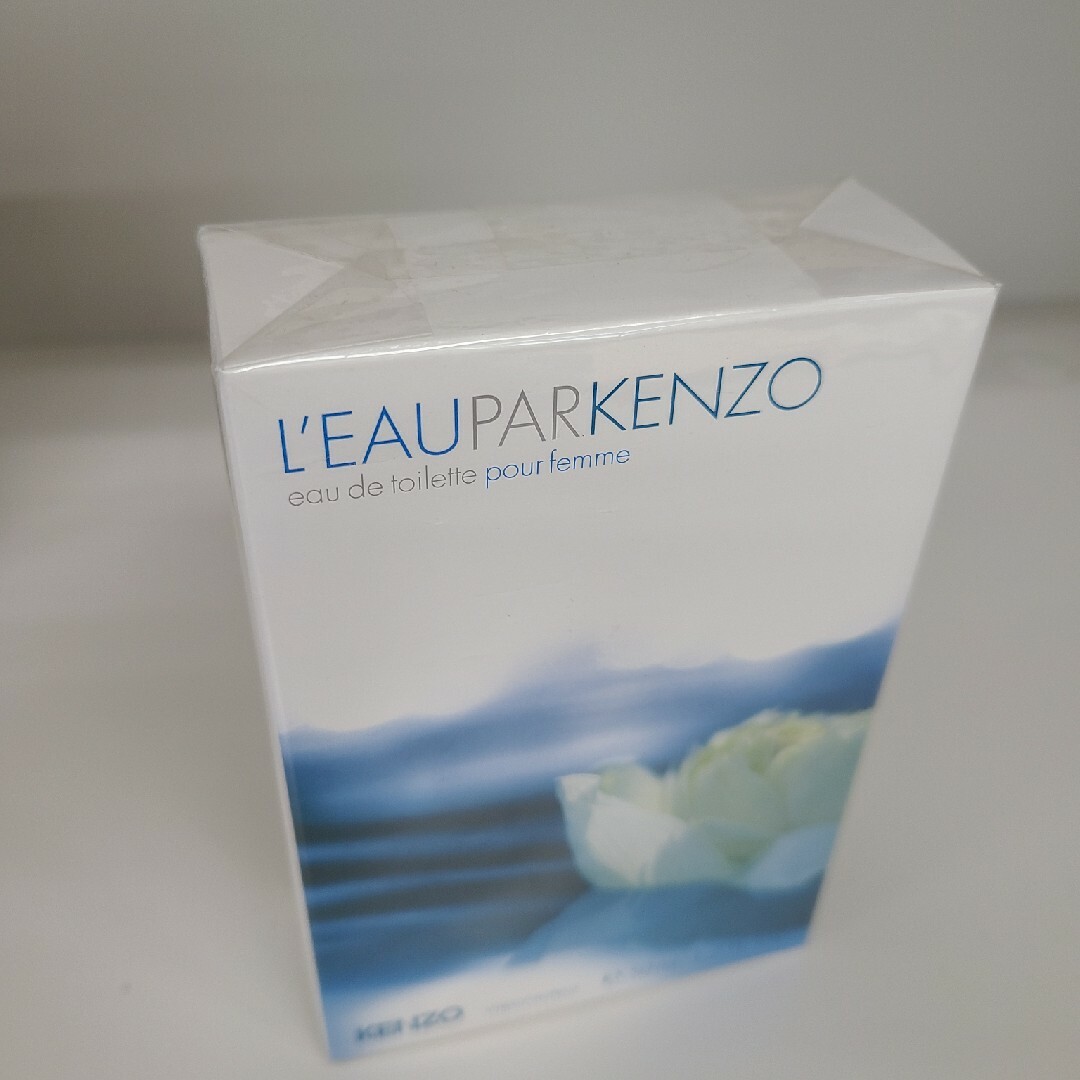 L'EAUPARKENZO
eau de toilette pour femme
KENZO